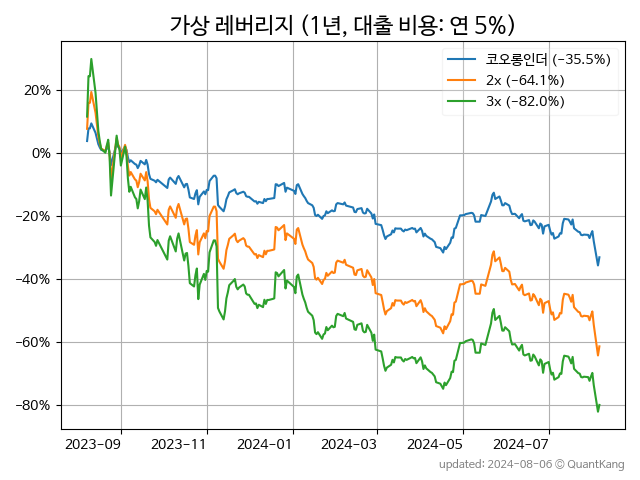 가상 레버리지 (1년, 대출 비용: 연 5%)
코오롱인더 (−35.5%)
2x (−64.1%)
3x (−82.0%)
20%
0%
−20%
−40%
−60%
−80%
2023-09
2023-11
2024-01
2024-03
2024-05
2024-07
updated: 2024-08-06 © QuantKang